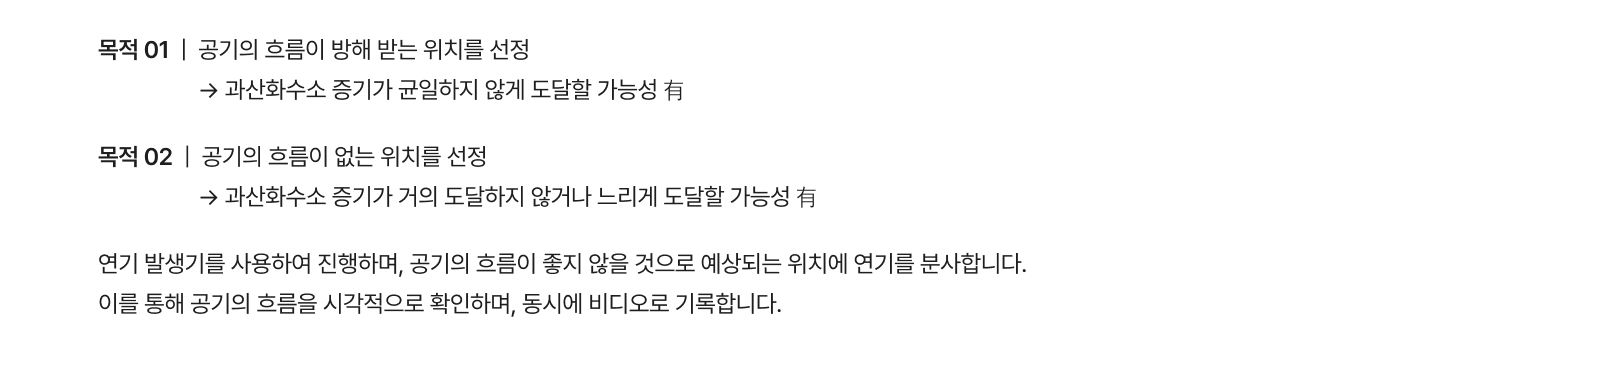 목적 01 | 공기의 흐름이 방해 받는 위치를 선정
→ 과산화수소 증기가 균일하지 않게 도달할 가능성 有
목적 02 | 공기의 흐름이 없는 위치를 선정
→ 과산화수소 증기가 거의 도달하지 않거나 느리게 도달할 가능성 有
연기 발생기를 사용하여 진행하며, 공기의 흐름이 좋지 않을 것으로 예상되는 위치에 연기를 분사합니다.
이를 통해 공기의 흐름을 시각적으로 확인하며, 동시에 비디오로 기록합니다.